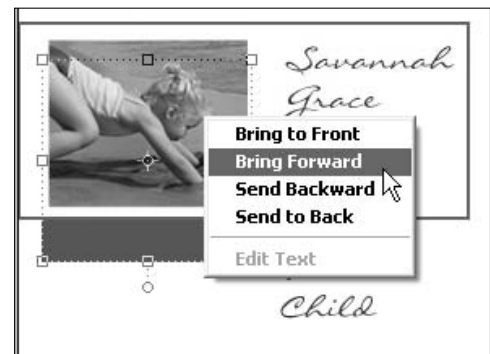 Savannah
Grace
Bring to Front
Bring Forward
Send Backward
Send to Back
Edit Text
Child